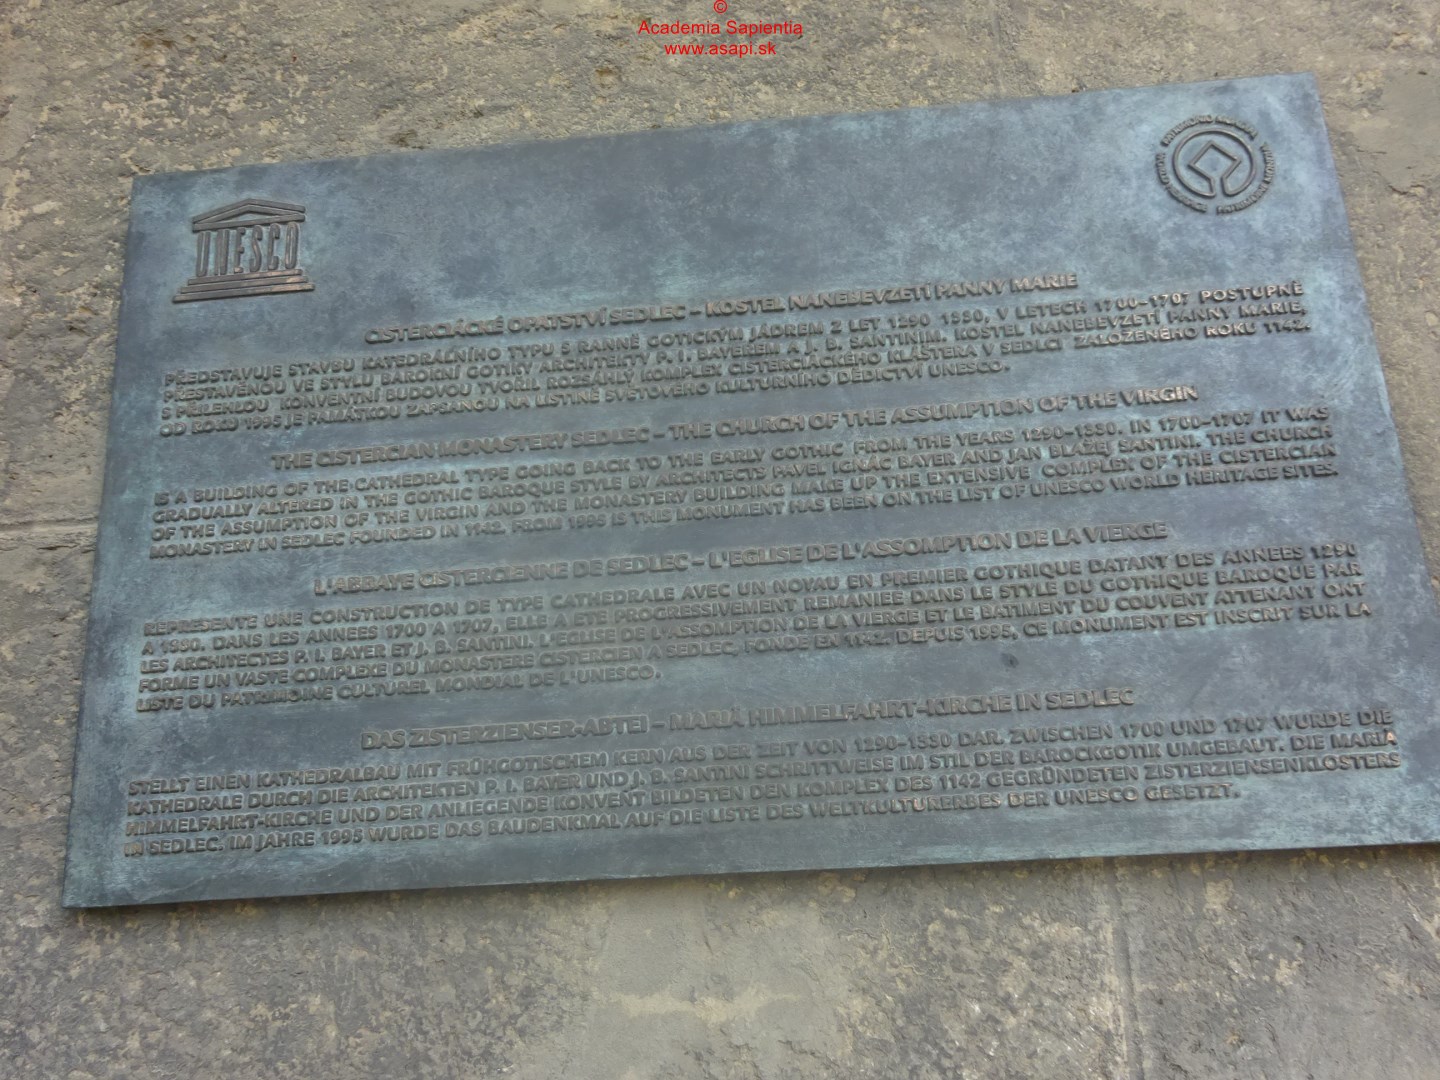 ©
Academia Sapientia
www.asapi.sk
UNESCO
CISTERCIÁCKÉ OPATSTVÍ SEDLEC – KOSTEL NANEBEVZETÍ PANNY MARIE
PŘEDSTAVUJE STAVBU KATEDRÁLNÍHO TYPU S RANNĚ GOTICKÝM JÁDREM Z LET 1290 1330, V LETECH 1700–1707 POSTUPNĚ
PŘESTAVĚNOU VE STYLU BAROKNÍ GOTIKY ARCHITEKTY P. I. BAYEREM A J. B. SANTINIM. KOSTEL NANEBEVZETÍ PANNY MARIE,
S PŘILEHLOU KONVENTNÍ BUDOVOU TVOŘIL ROZSÁHLÝ KOMPLEX CISTERCIÁCKÉHO KLÁŠTERA V SEDLCI ZALOŽENÉHO ROKU 1142.
OD ROKU 1995 JE PAMÁTKOU ZAPSANOU NA LISTINĚ SVĚTOVÉHO KULTURNÍHO DĚDICTVÍ UNESCO.
THE CISTERCIAN MONASTERY SEDLEC – THE CHURCH OF THE ASSUMPTION OF THE VIRGIN
IS A BUILDING OF THE CATHEDRAL TYPE GOING BACK TO THE EARLY GOTHIC FROM THE YEARS 1290–1330. IN 1700–1707 IT WAS
GRADUALLY ALTERED IN THE GOTHIC BAROQUE STYLE BY ARCHITECTS PAVEL IGNÁC BAYER AND JAN BLAŽEJ SANTINI. THE CHURCH
OF THE ASSUMPTION OF THE VIRGIN AND THE MONASTERY BUILDING MAKE UP THE EXTENSIVE COMPLEX OF THE CISTERCIAN
MONASTERY IN SEDLEC FOUNDED IN 1142. FROM 1995 IS THIS MONUMENT HAS BEEN ON THE LIST OF UNESCO WORLD HERITAGE SITES.
L'ABBAYE CISTERCIENNE DE SEDLEC – L'EGLISE DE L'ASSOMPTION DE LA VIERGE
REPRESENTE UNE CONSTRUCTION DE TYPE CATHEDRALE AVEC UN NOYAU EN PREMIER GOTHIQUE DATANT DES ANNEES 1290
A 1330. DANS LES ANNEES 1700 A 1707, ELLE A ETE PROGRESSIVEMENT REMANIEE DANS LE STYLE DU GOTHIQUE BAROQUE PAR
LES ARCHITECTES P. I. BAYER ET J. B. SANTINI. L'EGLISE DE L'ASSOMPTION DE LA VIERGE ET LE BATIMENT DU COUVENT ATTENANT ONT
FORME UN VASTE COMPLEXE DU MONASTERE CISTERCIEN A SEDLEC, FONDE EN 1142. DEPUIS 1995, CE MONUMENT EST INSCRIT SUR LA
LISTE DU PATRIMOINE CULTUREL MONDIAL DE L'UNESCO.
DAS ZISTERZIENSER-ABTEI – MARIÄ HIMMELFAHRT-KIRCHE IN SEDLEC
STELLT EINEN KATHEDRALBAU MIT FRÜHGOTISCHEM KERN AUS DER ZEIT VON 1290–1330 DAR. ZWISCHEN 1700 UND 1707 WURDE DIE
KATHEDRALE DURCH DIE ARCHITEKTEN P. I. BAYER UND J. B. SANTINI SCHRITTWEISE IM STIL DER BAROCKGOTIK UMGEBAUT. DIE MARIÄ
HIMMELFAHRT-KIRCHE UND DER ANLIEGENDE KONVENT BILDETEN DEN KOMPLEX DES 1142 GEGRÜNDETEN ZISTERZIENSENKLOSTERS
IN SEDLEC. IM JAHRE 1995 WURDE DAS BAUDENKMAL AUF DIE LISTE DES WELTKULTURERBES DER UNESCO GESETZT.